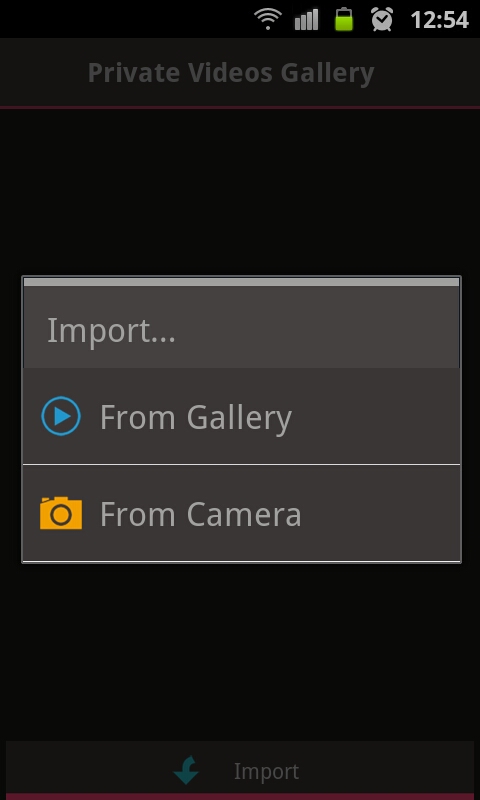 12:54
Private Videos Gallery
Import...
From Gallery
From Camera
Import